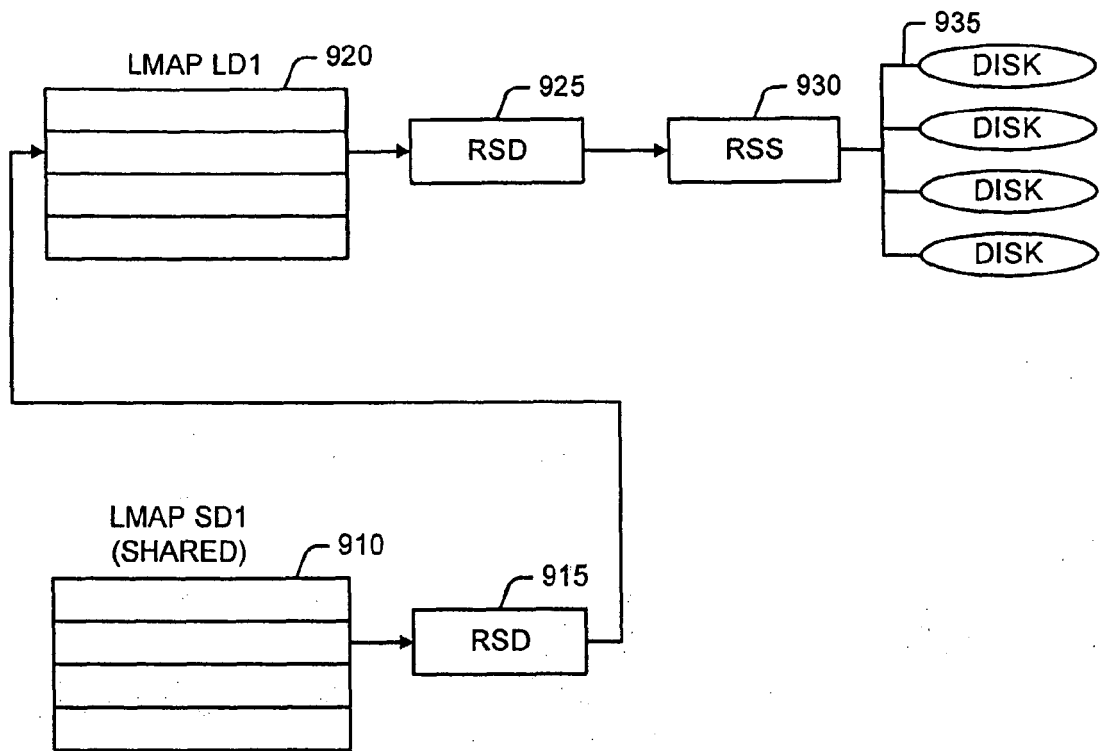 935
LMAP LD1
920
925
930
DISK
RSD
RSS
DISK
DISK
DISK
LMAP SD1
(SHARED)
910
915
RSD